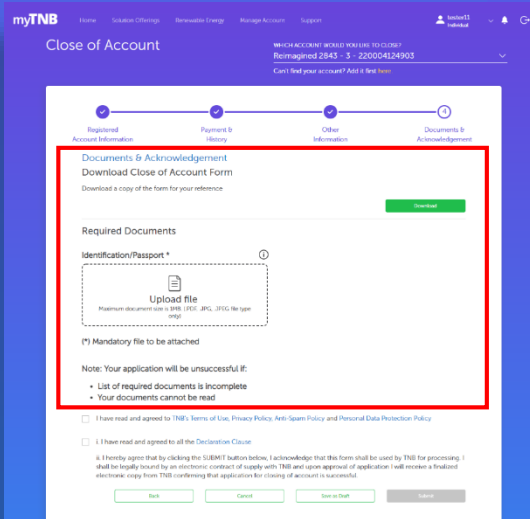 myTNB
Home Solution Offerings Renewable Energy Manage Account Support
Individual
Close of Account
WHICH ACCOUNT WOULD YOU LIKE TO CLOSE?
Reimagined 2843 - 3 - 220004124903
Can't find your account? Add it first here
4
Registered Account Information
Payment & History
Other Information
Documents & Acknowledgement
Documents & Acknowledgement
Download Close of Account Form
Download a copy of the form for your reference
Download
Required Documents
Identification/Passport *
Upload file
Maximum document size is 1MB. (PDF, JPG, JPEG file type
only)
(*) Mandatory file to be attached
Note: Your application will be unsuccessful if:
• List of required documents is incomplete
• Your documents cannot be read
I have read and agreed to TNB's Terms of Use, Privacy Policy, Anti-Spam Policy and Personal Data Protection Policy
i. I have read and agreed to all the Declaration Clause
ii. I hereby agree that by clicking the SUBMIT button below, I acknowledge that this form shall be used by TNB for processing. I
shall be legally bound by an electronic contract of supply with TNB and upon approval of application I will receive a finalized
electronic copy from TNB confirming that application for closing of account is successful.
Back Cancel Save as Draft Submit